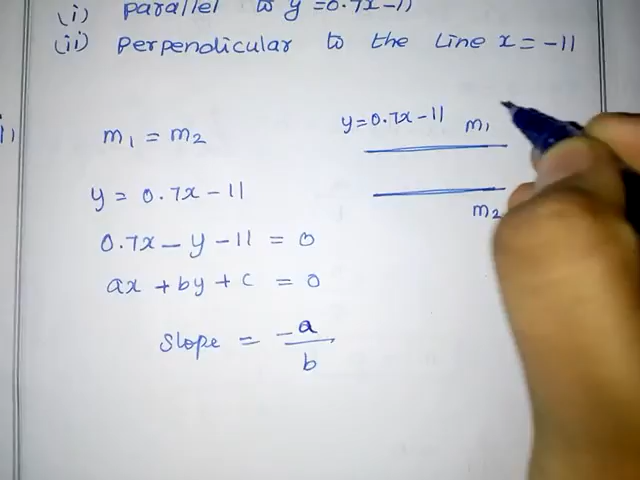 (i) parallel to y = 0.7x - 11
(ii) perpendicular to the line x = -11
y = 0.7x - 11 m₁
m₁ = m₂
y = 0.7x - 11
m₂
0.7x - y - 11 = 0
ax + by + c = 0
Slope = -a/b